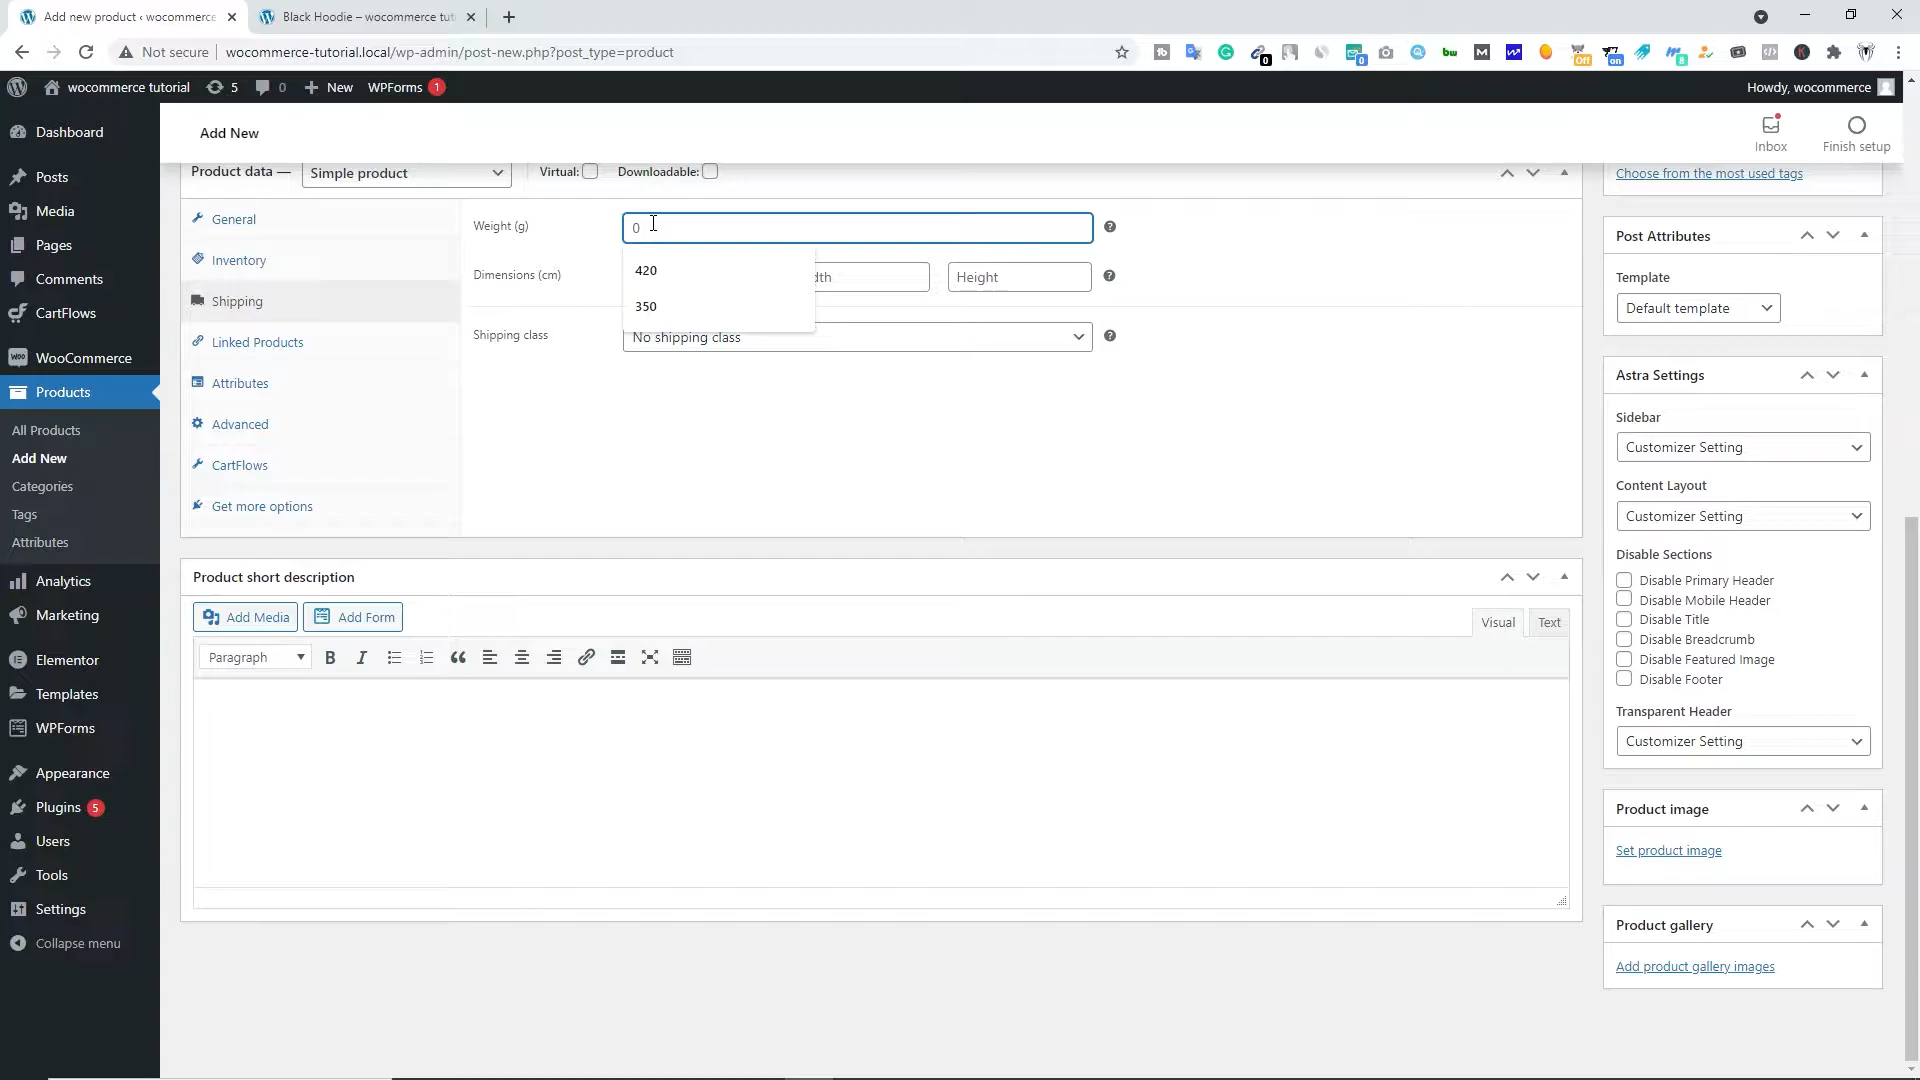 Add new product ‹ wocommerce
Black Hoodie – wocommerce tut
Not secure
wocommerce-tutorial.local/wp-admin/post-new.php?post_type=product
0
0
Off
on
8
wocommerce tutorial
5
0
New
WPForms
1
Howdy, wocommerce
Add New
Inbox
Finish setup
Dashboard
Posts
Media
Pages
Comments
CartFlows
WooCommerce
Products
All Products
Add New
Categories
Tags
Attributes
Analytics
Marketing
Elementor
Templates
WPForms
Appearance
Plugins 5
Users
Tools
Settings
Collapse menu
Product data —
Simple product
Virtual:
Downloadable:
General
Inventory
Shipping
Linked Products
Attributes
Advanced
CartFlows
Get more options
Weight (g)
0
420
350
Dimensions (cm)
dth
Height
Shipping class
No shipping class
Product short description
Add Media
Add Form
Visual
Text
Paragraph
B
I
Choose from the most used tags
Post Attributes
Template
Default template
Astra Settings
Sidebar
Customizer Setting
Content Layout
Customizer Setting
Disable Sections
Disable Primary Header
Disable Mobile Header
Disable Title
Disable Breadcrumb
Disable Featured Image
Disable Footer
Transparent Header
Customizer Setting
Product image
Set product image
Product gallery
Add product gallery images